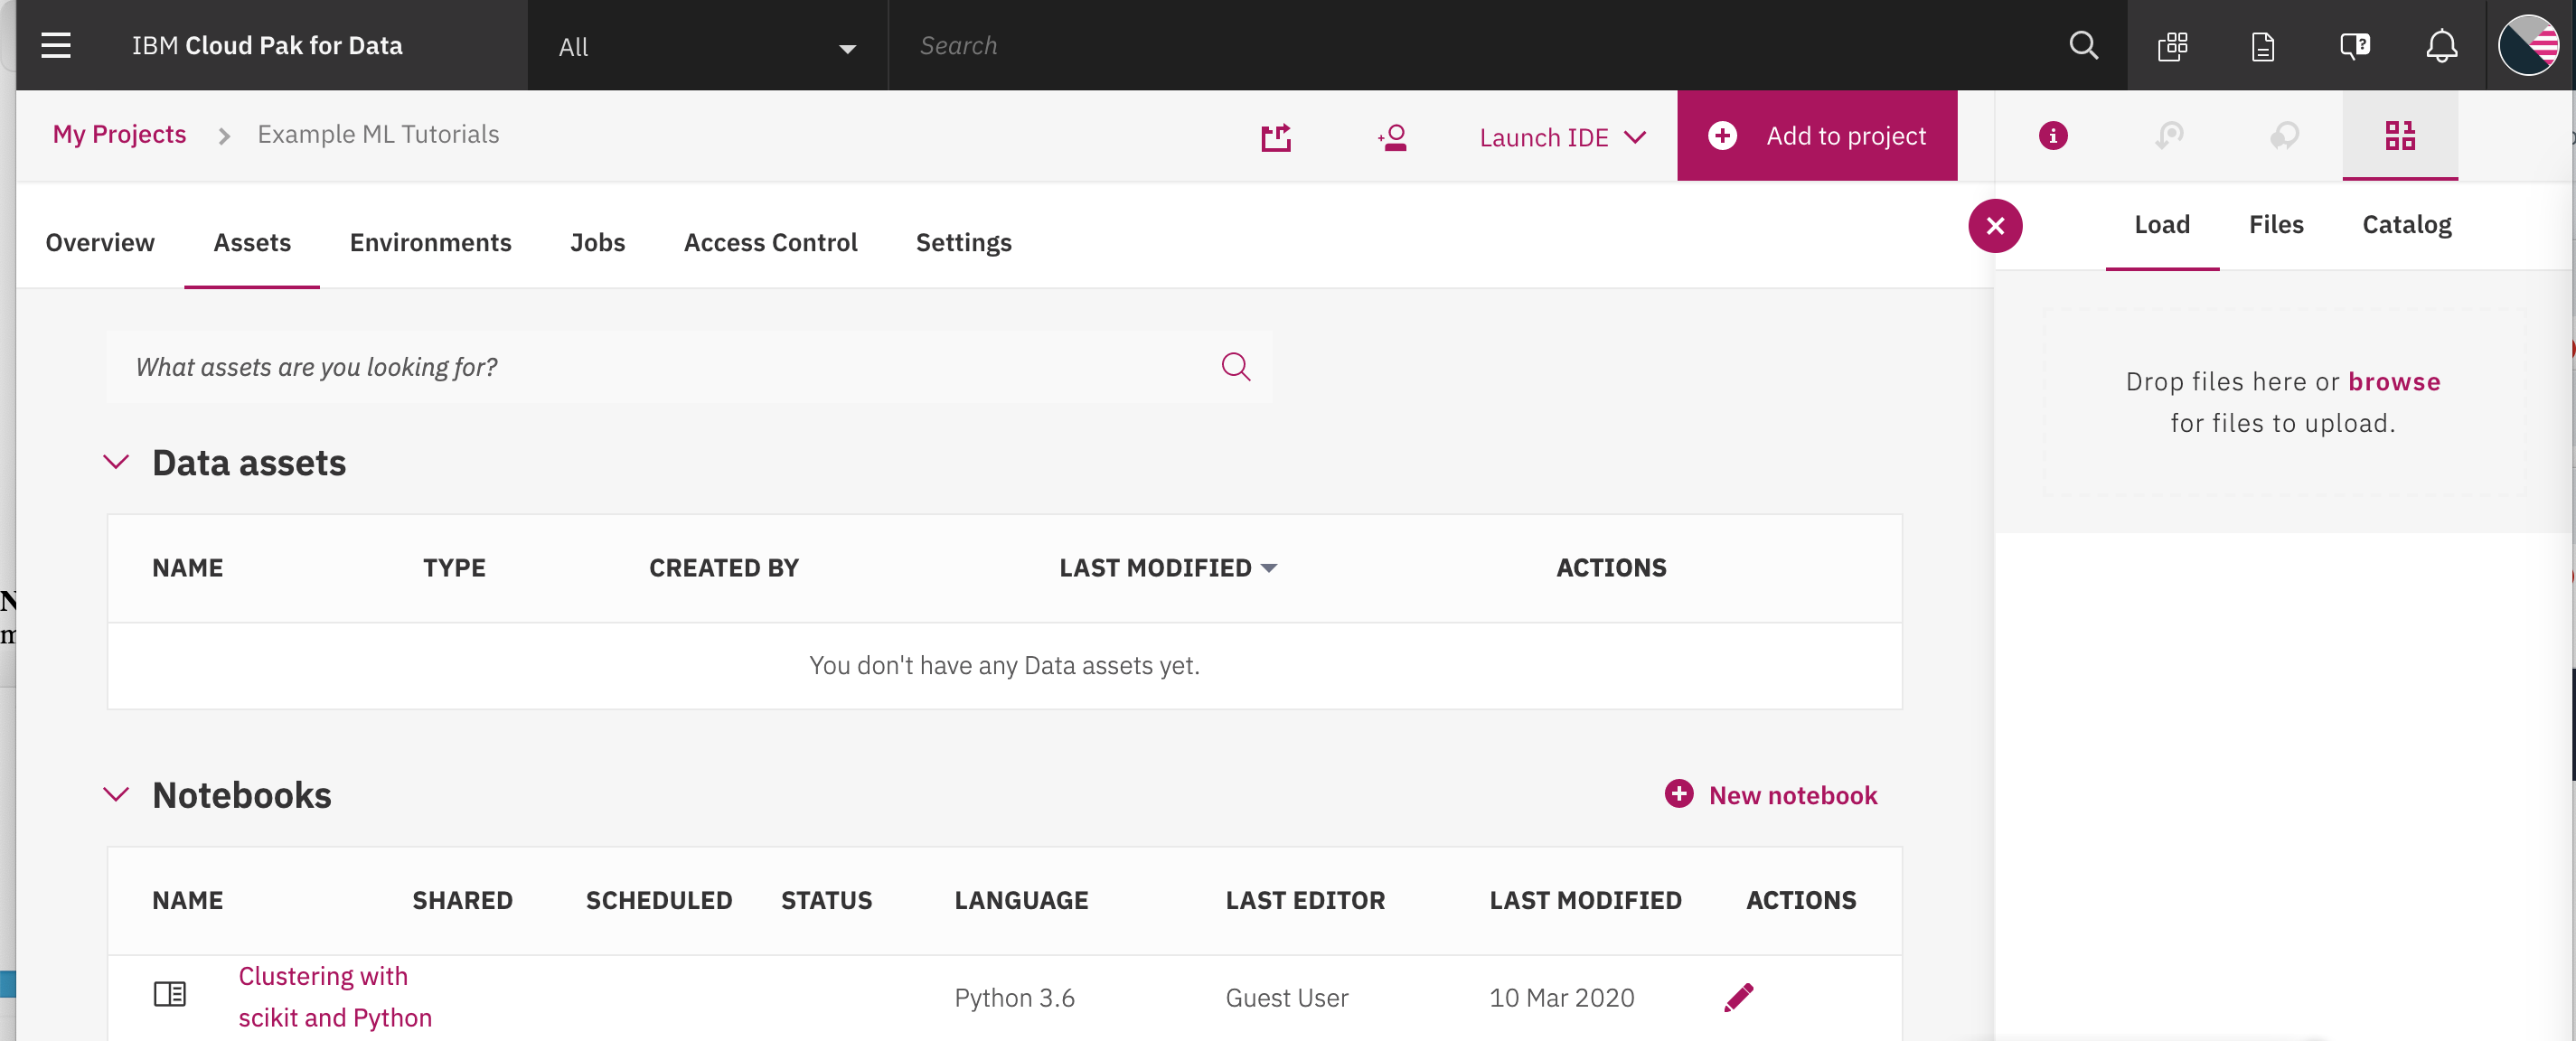 IBM Cloud Pak for Data
All
Search
My Projects
Example ML Tutorials
Launch IDE
Add to project
Overview
Assets
Environments
Jobs
Access Control
Settings
Load
Files
Catalog
What assets are you looking for?
Drop files here or browse
for files to upload.
Data assets
NAME
TYPE
CREATED BY
LAST MODIFIED
ACTIONS
You don't have any Data assets yet.
Notebooks
New notebook
NAME
SHARED
SCHEDULED
STATUS
LANGUAGE
LAST EDITOR
LAST MODIFIED
ACTIONS
Clustering with
scikit and Python
Python 3.6
Guest User
10 Mar 2020